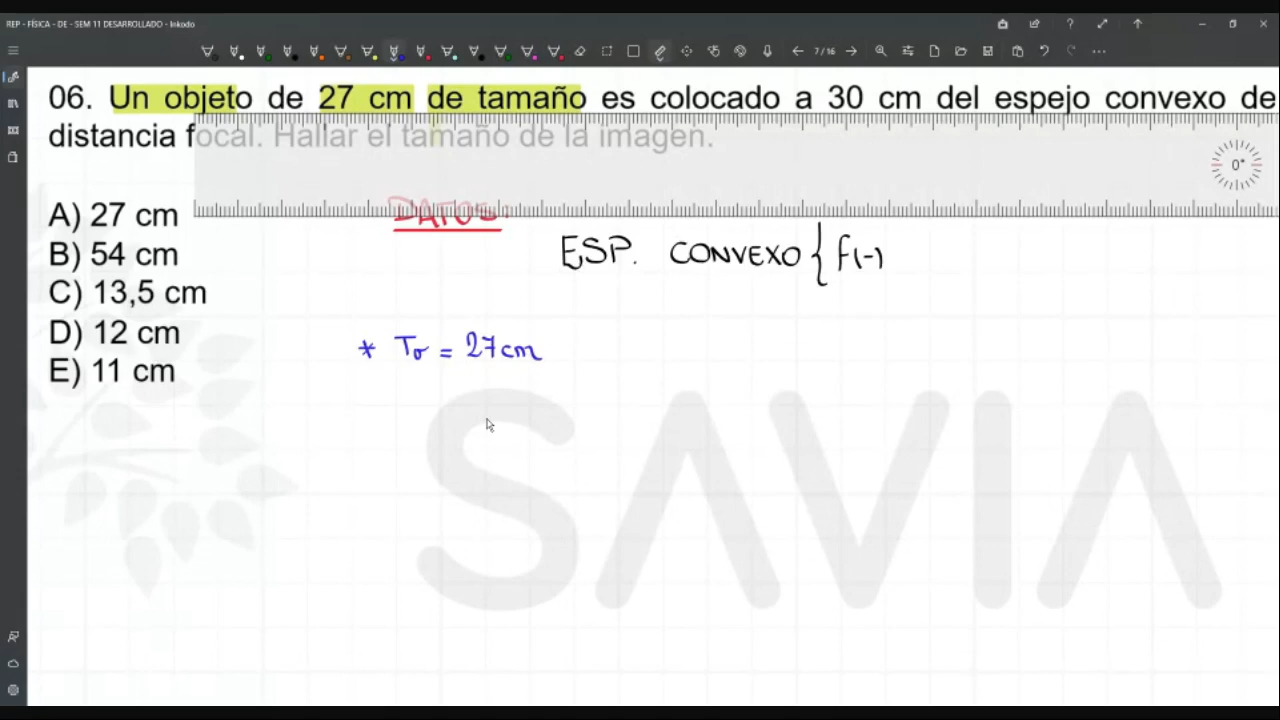 REP - FÍSICA - DE - SEM 11 DESARROLLADO - Inkodo
7 / 16
06. Un objeto de 27 cm de tamaño es colocado a 30 cm del espejo convexo de
distancia focal. Hallar el tamaño de la imagen.
0°
A) 27 cm
DATOS:
B) 54 cm
ESP. CONVEXO { f(-)
C) 13,5 cm
D) 12 cm
* To = 27cm
E) 11 cm
SAVIA